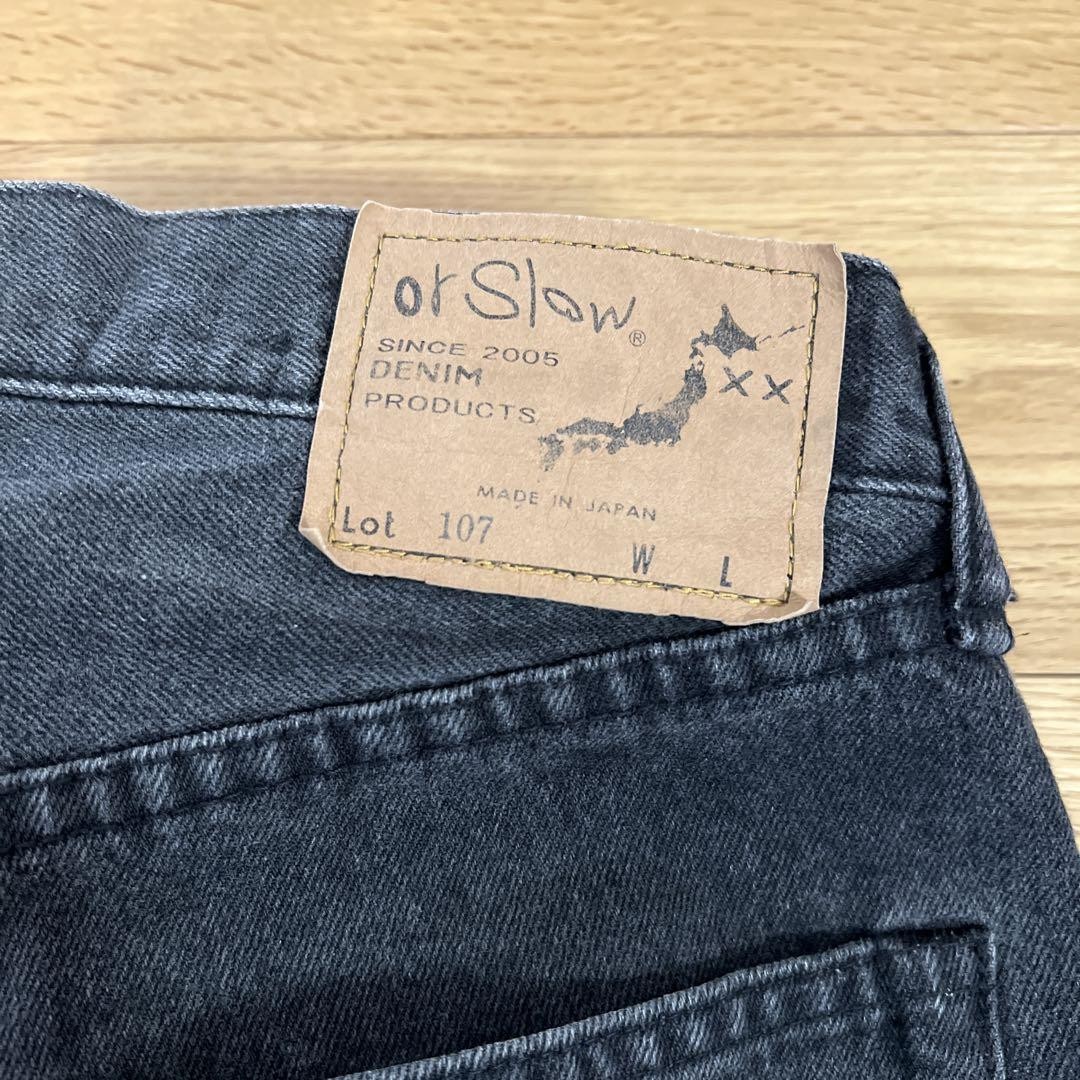 orSlow®
SINCE 2005
DENIM
PRODUCTS
XX
MADE IN JAPAN
Lot 107
W L